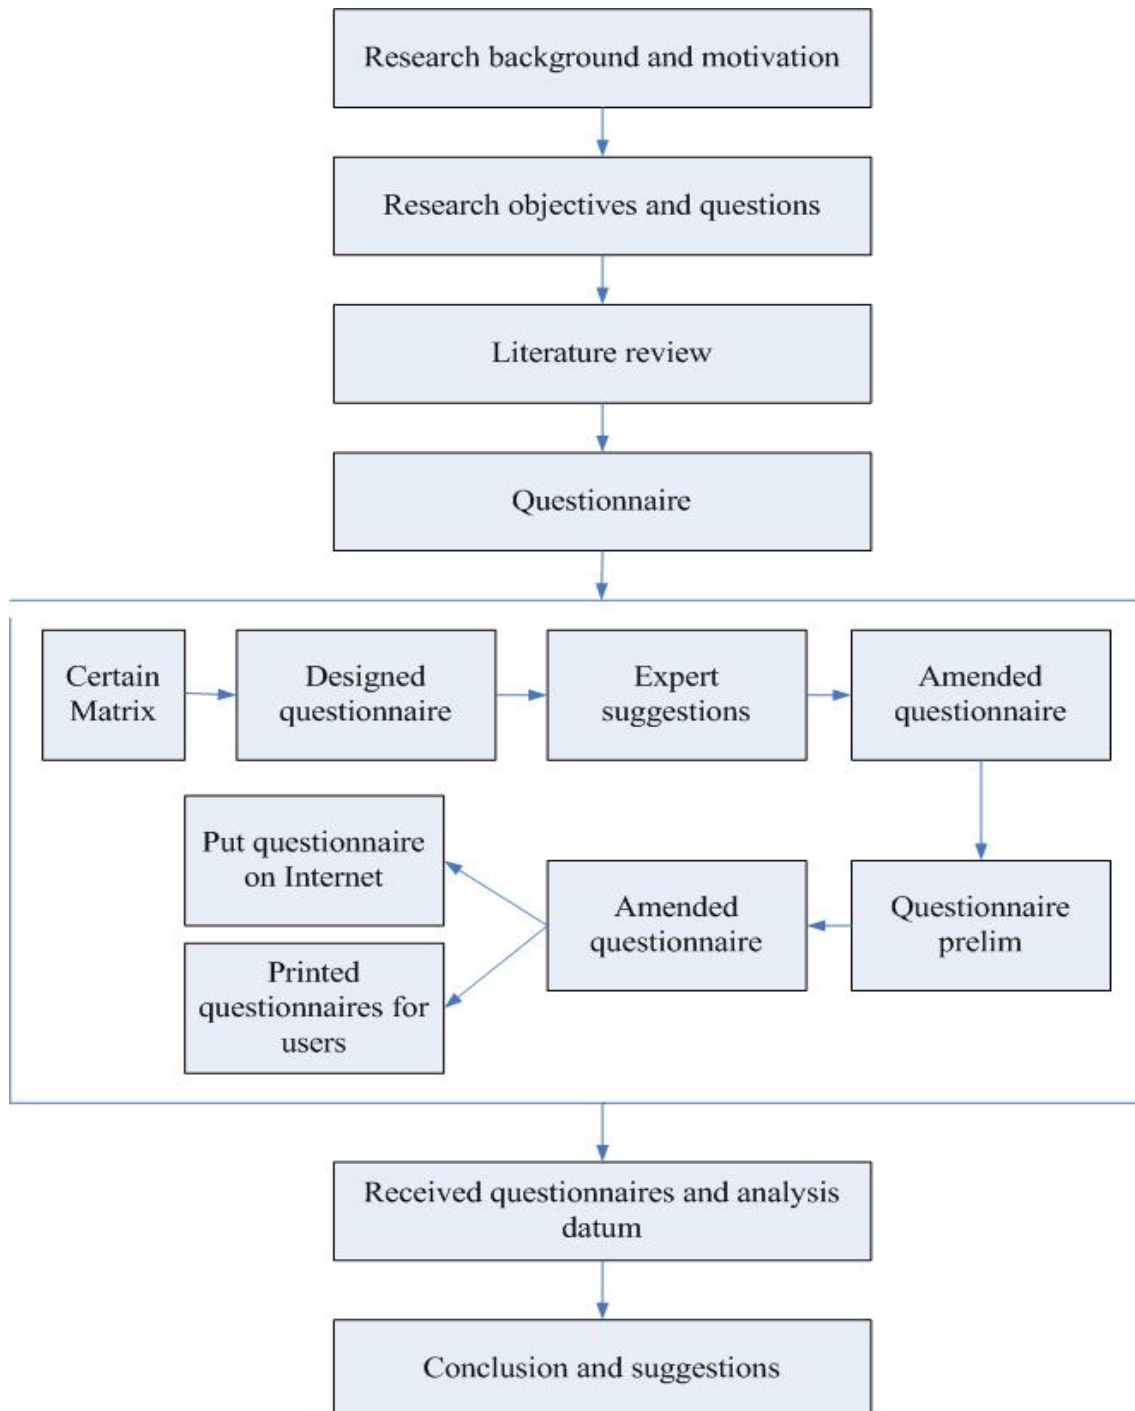 Research background and motivation
Research objectives and questions
Literature review
Questionnaire
Certain
Matrix
Designed
questionnaire
Expert
suggestions
Amended
questionnaire
Questionnaire
prelim
Amended
questionnaire
Put questionnaire
on Internet
Printed
questionnaires for
users
Received questionnaires and analysis
datum
Conclusion and suggestions